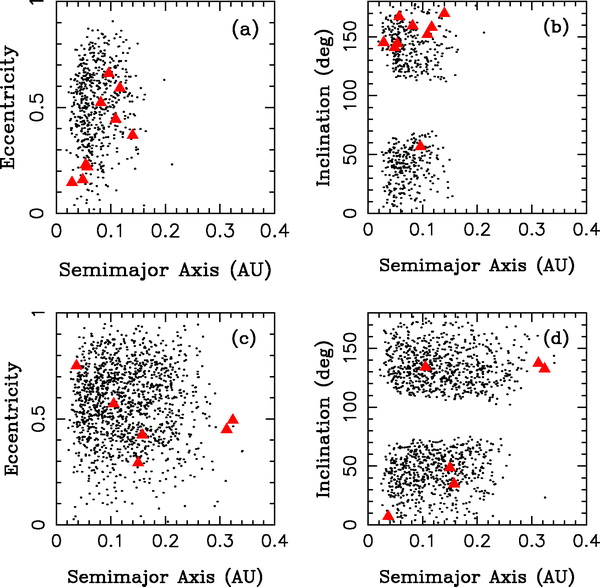 (a)
Eccentricity
1
0.5
0
0 0.1 0.2 0.3 0.4
Semimajor Axis (AU)
(b)
Inclination (deg)
150
100
50
0
0 0.1 0.2 0.3 0.4
Semimajor Axis (AU)
(c)
Eccentricity
1
0.5
0
0 0.1 0.2 0.3 0.4
Semimajor Axis (AU)
(d)
Inclination (deg)
150
100
50
0
0 0.1 0.2 0.3 0.4
Semimajor Axis (AU)